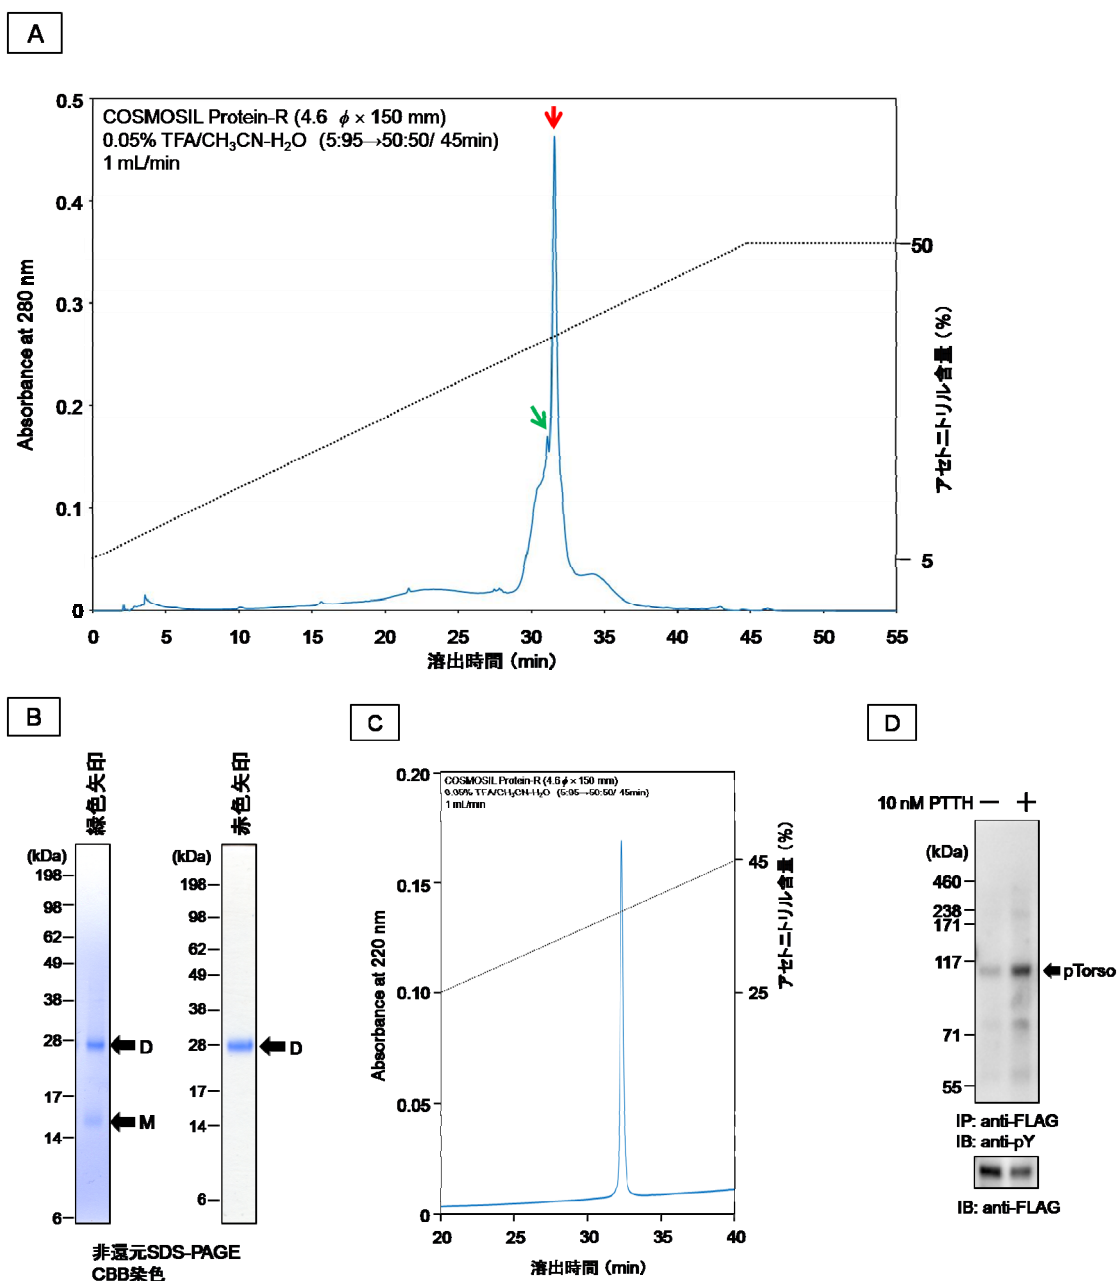 A
COSMOSIL Protein-R (4.6 φ × 150 mm)
0.05% TFA/CH₃CN-H₂O (5:95→50:50/ 45min)
1 mL/min
0.5
0.4
0.3
0.2
0.1
0
Absorbance at 280 nm
50
5
アセトニトリル含量 (%)
0 5 10 15 20 25 30 35 40 45 50 55
溶出時間 (min)
B
緑色矢印
(kDa)
198
98
62
49
38
28
17
14
6
D
M
赤色矢印
(kDa)
198
98
62
49
38
28
17
14
6
D
非還元SDS-PAGE
CBB染色
C
COSMOSIL Protein-R (4.6 φ × 150 mm)
0.05% TFA/CH₃CN-H₂O (5:95→50:50/ 45min)
1 mL/min
0.20
0.15
0.10
0.05
0
Absorbance at 220 nm
45
25
アセトニトリル含量 (%)
20 25 30 35 40
溶出時間 (min)
D
10 nM PTTH − +
(kDa)
460
238
171
117
71
55
pTorso
IP: anti-FLAG
IB: anti-pY
IB: anti-FLAG